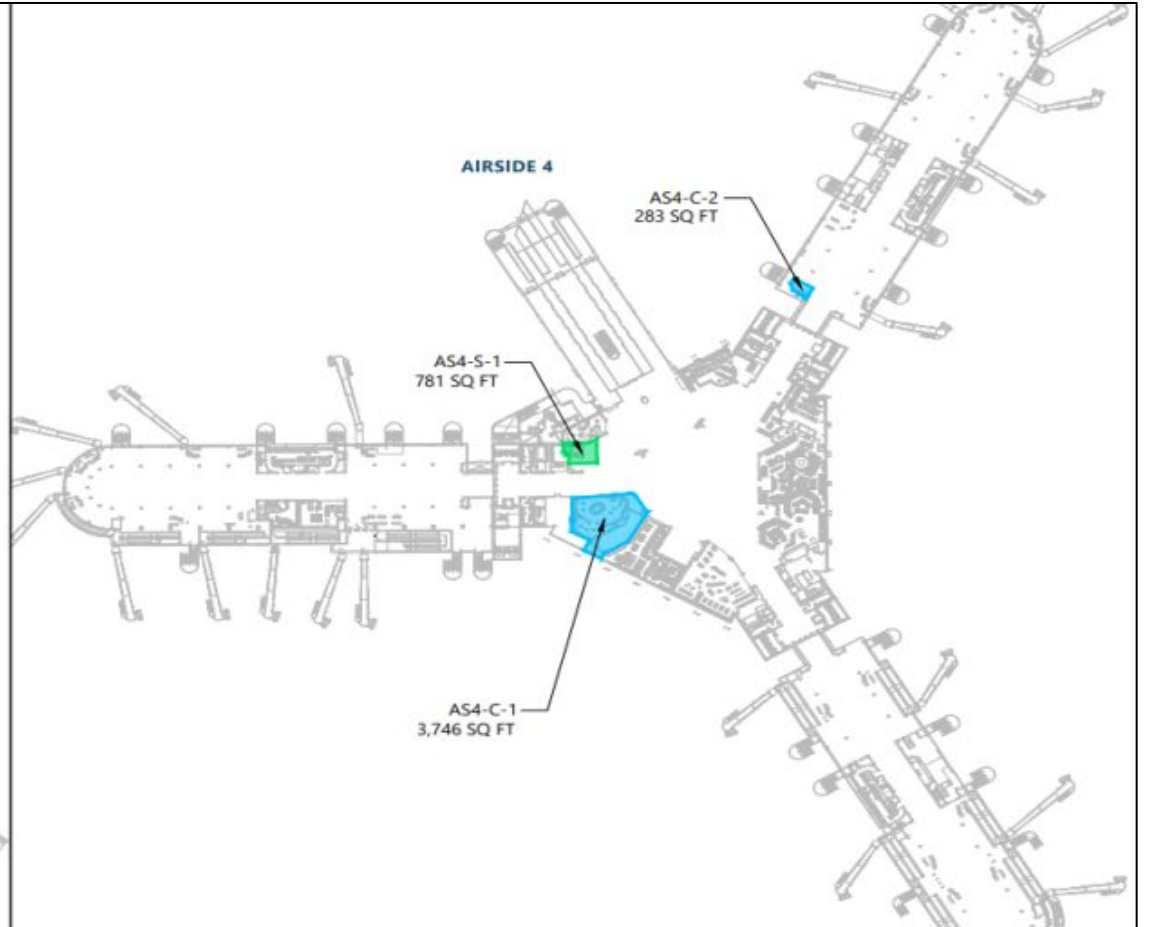 AIRSIDE 4
AS4-C-2
283 SQ FT
AS4-S-1
781 SQ FT
AS4-C-1
3,746 SQ FT